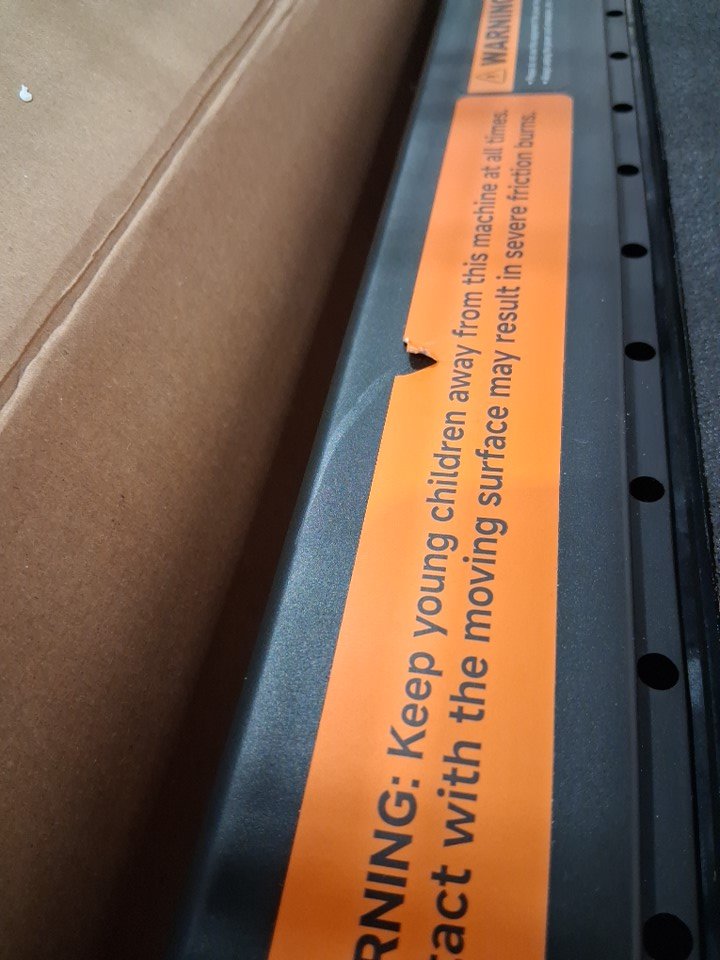 WARNING
RNING: Keep young children away from this machine at all times.
tact with the moving surface may result in severe friction burns.